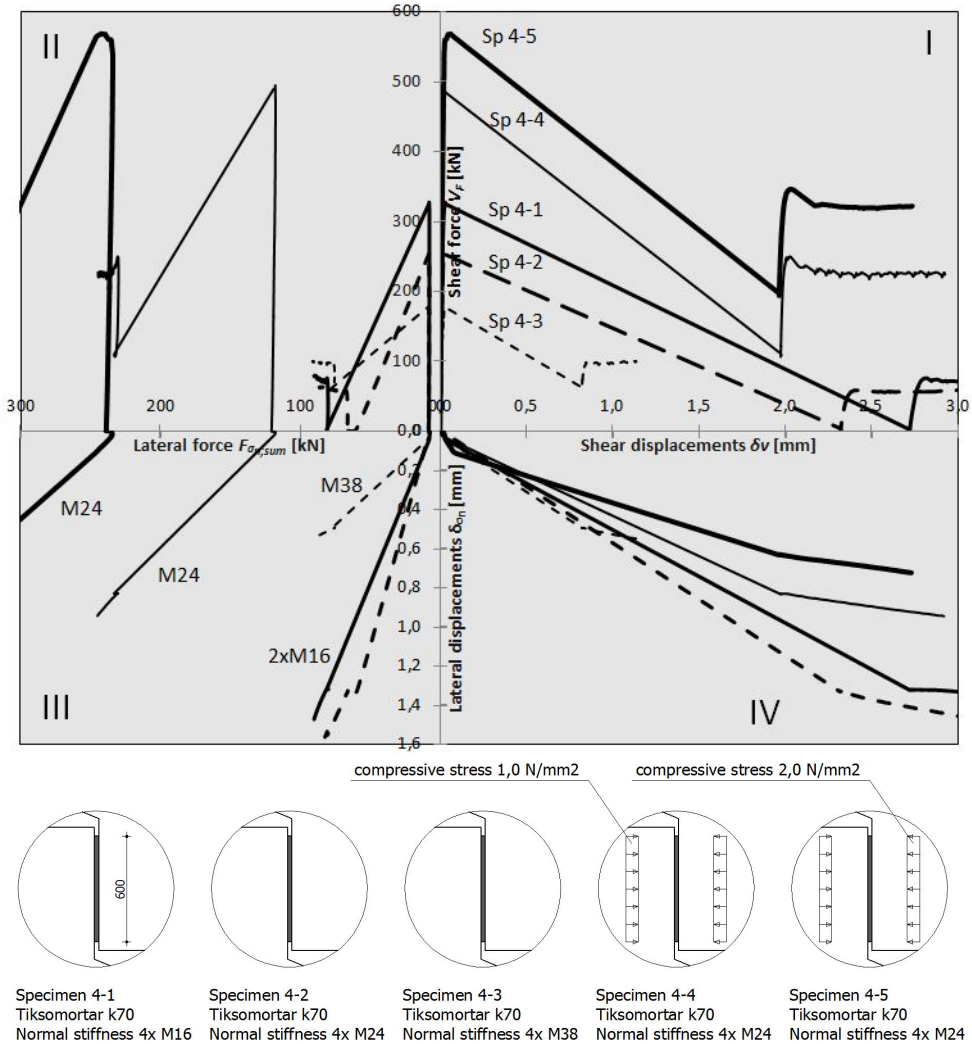 600
II
I
Sp 4-5
500
Sp 4-4
400
Shear force V_F [kN]
300
Sp 4-1
Sp 4-2
200
Sp 4-3
100
300
200
100
0
0,0
0,5
1,0
1,5
2,0
2,5
3,0
0,0
Lateral force Fσn,sum [kN]
Shear displacements δv [mm]
0,2
M38
0,4
M24
0,6
M24
0,8
1,0
Lateral displacements δσn [mm]
2xM16
1,2
III
1,4
IV
1,6
compressive stress 1,0 N/mm2
compressive stress 2,0 N/mm2
600
Specimen 4-1
Tiksomortar k70
Normal stiffness 4x M16
Specimen 4-2
Tiksomortar k70
Normal stiffness 4x M24
Specimen 4-3
Tiksomortar k70
Normal stiffness 4x M38
Specimen 4-4
Tiksomortar k70
Normal stiffness 4x M24
Specimen 4-5
Tiksomortar k70
Normal stiffness 4x M24